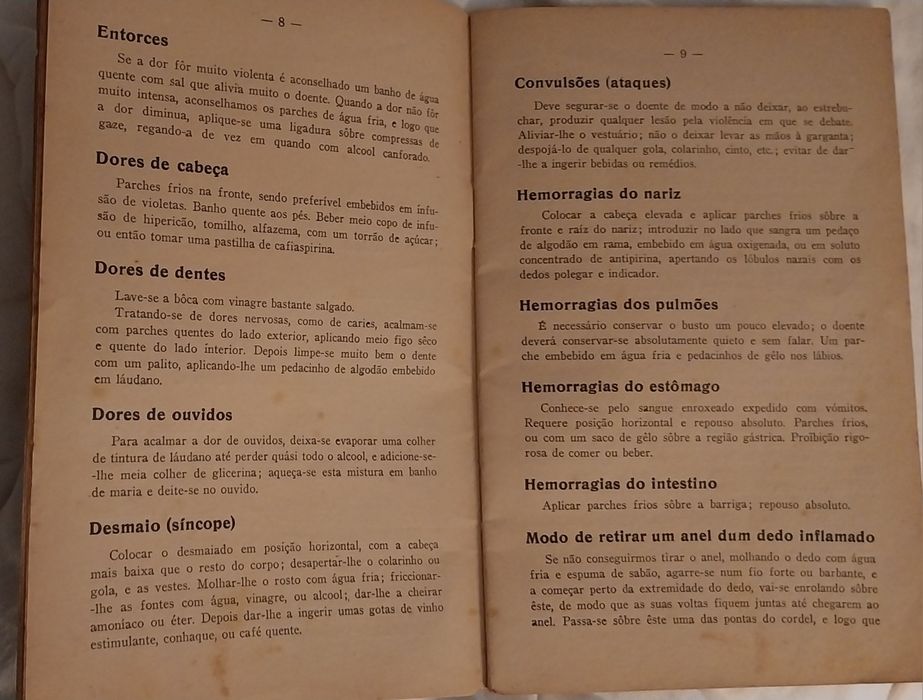 — 8 —
Entorces
Se a dor fôr muito violenta é aconselhado um banho de água
quente com sal que alivia muito o doente. Quando a dor não fôr
muito intensa, aconselhamos os parches de água fria, e logo que
a dor diminua, aplique-se uma ligadura sôbre compressas de
gaze, regando-a de vez em quando com alcool canforado.
Dores de cabeça
Parches frios na fronte, sendo preferível embebidos em infu-
são de violetas. Banho quente aos pés. Beber meio copo de infu-
são de hipericão, tomilho, alfazema, com um torrão de açúcar;
ou então tomar uma pastilha de cafiaspirina.
Dores de dentes
Lave-se a bôca com vinagre bastante salgado.
Tratando-se de dores nervosas, como de caries, acalmam-se
com parches quentes do lado exterior, aplicando meio figo sêco
e quente do lado interior. Depois limpe-se muito bem o dente
com um palito, aplicando-lhe um pedacinho de algodão embebido
em láudano.
Dores de ouvidos
Para acalmar a dor de ouvidos, deixa-se evaporar uma colher
de tintura de láudano até perder quási todo o alcool, e adicione-se-
-lhe meia colher de glicerina; aqueça-se esta mistura em banho
de maria e deite-se no ouvido.
Desmaio (síncope)
Colocar o desmaiado em posição horizontal, com a cabeça
mais baixa que o resto do corpo; desapertar-lhe o colarinho ou
gola, e as vestes. Molhar-lhe o rosto com água fria; friccionar-
-lhe as fontes com água, vinagre, ou alcool; dar-lhe a cheirar
amoníaco ou éter. Depois dar-lhe a ingerir umas gotas de vinho
estimulante, conhaque, ou café quente.
— 9 —
Convulsões (ataques)
Deve segurar-se o doente de modo a não deixar, ao estrebu-
char, produzir qualquer lesão pela violência em que se debate.
Aliviar-lhe o vestuário; não o deixar levar as mãos à garganta;
despojá-lo de qualquer gola, colarinho, cinto, etc.; evitar de dar-
-lhe a ingerir bebidas ou remédios.
Hemorragias do nariz
Colocar a cabeça elevada e aplicar parches frios sôbre a
fronte e raíz do nariz; introduzir no lado que sangra um pedaço
de algodão em rama, embebido em água oxigenada, ou em soluto
concentrado de antipirina, apertando os lóbulos nazais com os
dedos polegar e indicador.
Hemorragias dos pulmões
É necessário conservar o busto um pouco elevado; o doente
deverá conservar-se absolutamente quieto e sem falar. Um par-
che embebido em água fria e pedacinhos de gêlo nos lábios.
Hemorragias do estômago
Conhece-se pelo sangue enroxeado expedido com vómitos.
Requere posição horizontal e repouso absoluto. Parches frios,
ou com um saco de gêlo sôbre a região gástrica. Proïbição rigo-
rosa de comer ou beber.
Hemorragias do intestino
Aplicar parches frios sôbre a barriga; repouso absoluto.
Modo de retirar um anel dum dedo inflamado
Se não conseguirmos tirar o anel, molhando o dedo com água
fria e espuma de sabão, agarre-se num fio forte ou barbante, e
a começar perto da extremidade do dedo, vai-se enrolando sôbre
êste, de modo que as suas voltas fiquem juntas até chegarem ao
anel. Passa-se sôbre êste uma das pontas do cordel, e logo que